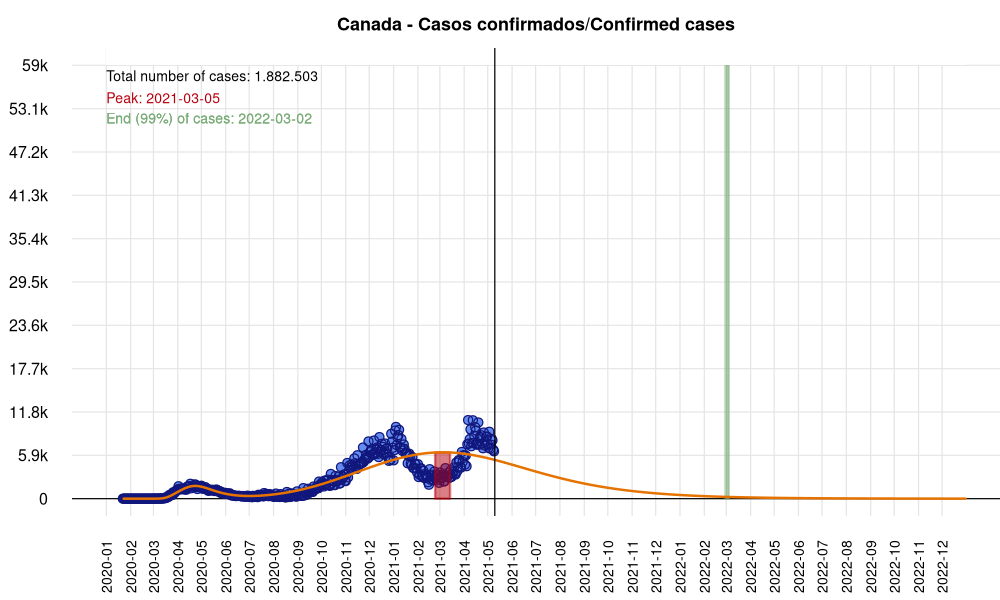 Canada - Casos confirmados/Confirmed cases
Total number of cases: 1.882.503
Peak: 2021-03-05
End (99%) of cases: 2022-03-02
59k
53.1k
47.2k
41.3k
35.4k
29.5k
23.6k
17.7k
11.8k
5.9k
0
2020-01
2020-02
2020-03
2020-04
2020-05
2020-06
2020-07
2020-08
2020-09
2020-10
2020-11
2020-12
2021-01
2021-02
2021-03
2021-04
2021-05
2021-06
2021-07
2021-08
2021-09
2021-10
2021-11
2021-12
2022-01
2022-02
2022-03
2022-04
2022-05
2022-06
2022-07
2022-08
2022-09
2022-10
2022-11
2022-12